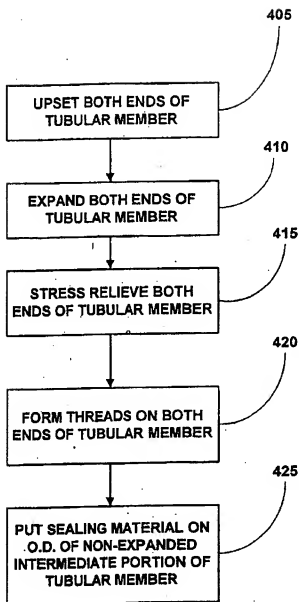 405
UPSET BOTH ENDS OF
TUBULAR MEMBER
410
EXPAND BOTH ENDS OF
TUBULAR MEMBER
415
STRESS RELIEVE BOTH
ENDS OF TUBULAR MEMBER
420
FORM THREADS ON BOTH
ENDS OF TUBULAR MEMBER
425
PUT SEALING MATERIAL ON
O.D. OF NON-EXPANDED
INTERMEDIATE PORTION OF
TUBULAR MEMBER